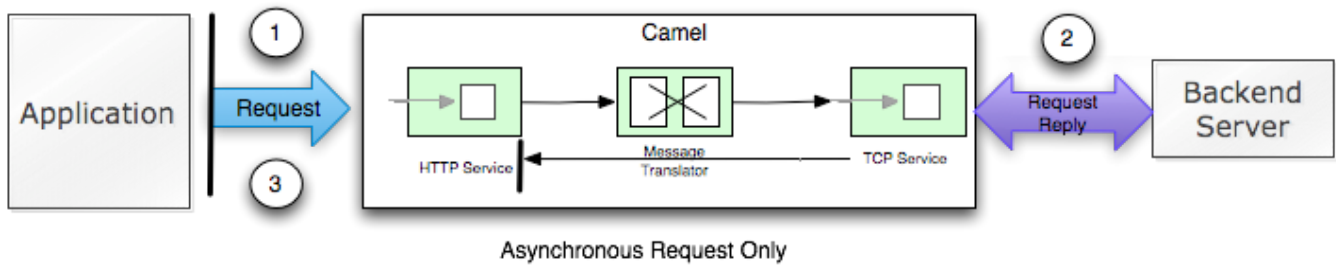 1
Camel
2
Application
Request
Request
Reply
Backend
Server
3
HTTP Service
Message
Translator
TCP Service
Asynchronous Request Only